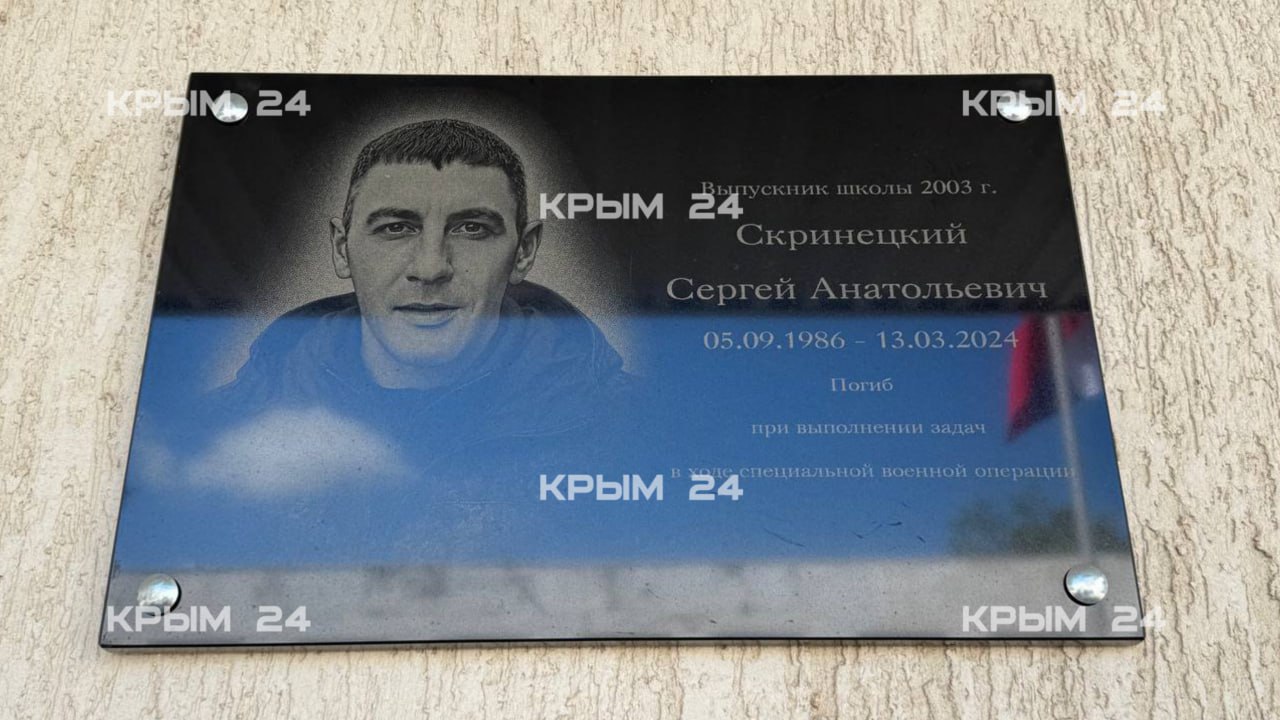 КРЫМ 24
КРЫМ 24
Выпускник школы 2003 г.
КРЫМ 24
Скринецкий
Сергей Анатольевич
05.09.1986 - 13.03.2024
Погиб
при выполнении задач
в ходе специальной военной операции
КРЫМ 24
КРЫМ 24
КРЫМ 24